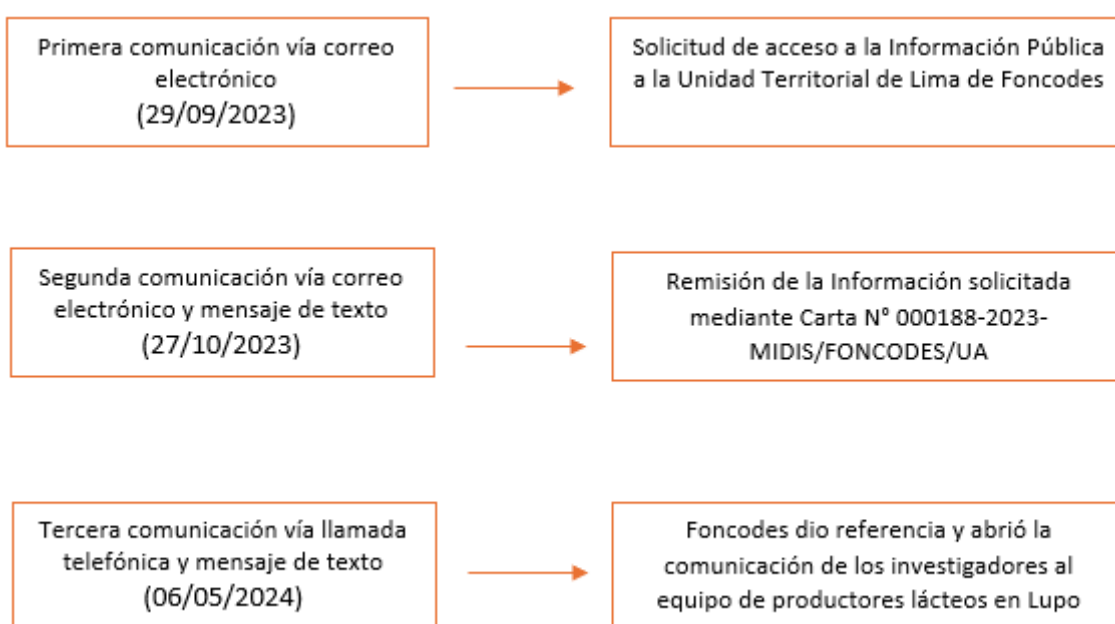 Primera comunicación vía correo
electrónico
(29/09/2023)
Solicitud de acceso a la Información Pública
a la Unidad Territorial de Lima de Foncodes
Segunda comunicación vía correo
electrónico y mensaje de texto
(27/10/2023)
Remisión de la Información solicitada
mediante Carta N° 000188-2023-
MIDIS/FONCODES/UA
Tercera comunicación vía llamada
telefónica y mensaje de texto
(06/05/2024)
Foncodes dio referencia y abrió la
comunicación de los investigadores al
equipo de productores lácteos en Lupo